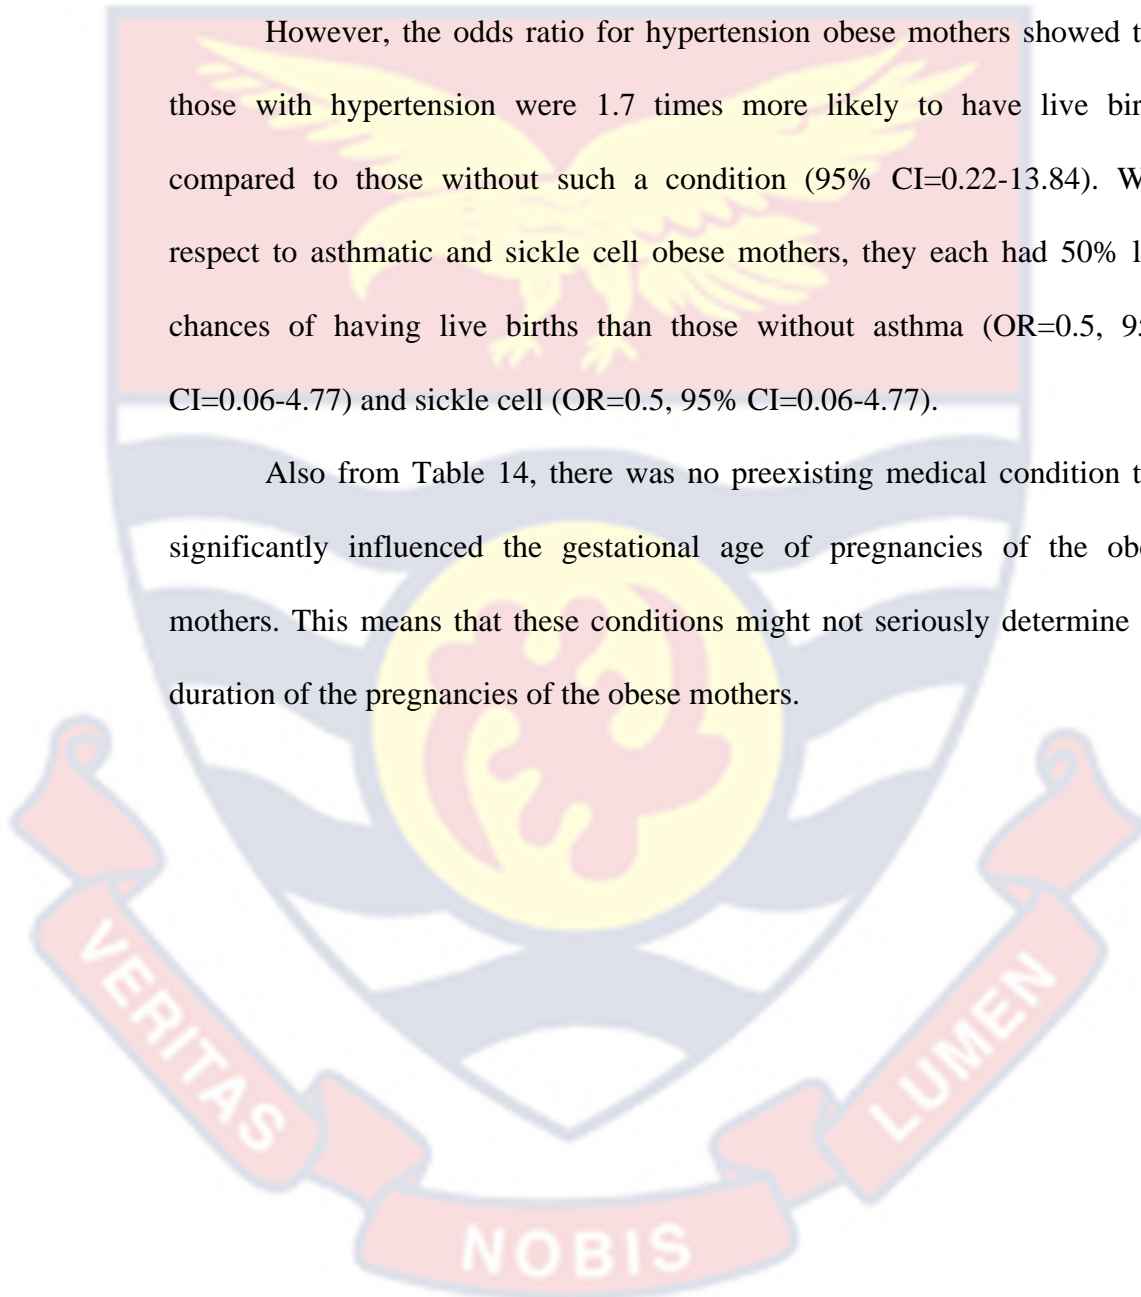 However, the odds ratio for hypertension obese mothers showed t
those with hypertension were 1.7 times more likely to have live bir
compared to those without such a condition (95% CI=0.22-13.84). W
respect to asthmatic and sickle cell obese mothers, they each had 50% l
chances of having live births than those without asthma (OR=0.5, 95
CI=0.06-4.77) and sickle cell (OR=0.5, 95% CI=0.06-4.77).
Also from Table 14, there was no preexisting medical condition t
significantly influenced the gestational age of pregnancies of the obe
mothers. This means that these conditions might not seriously determine
duration of the pregnancies of the obese mothers.
VERITAS
NOBIS
LUMEN